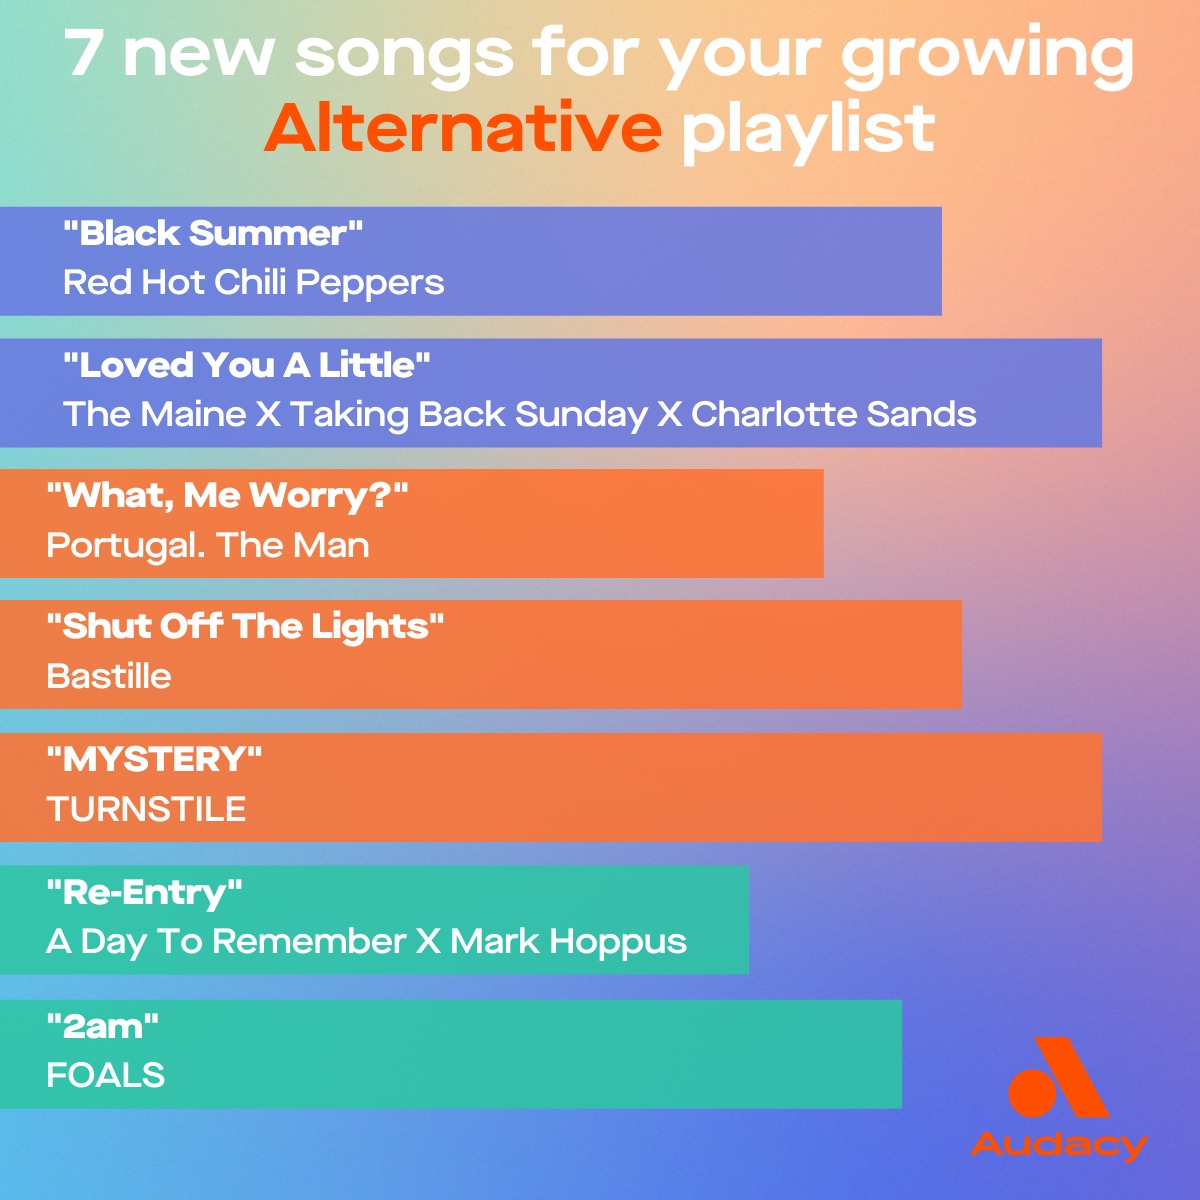 7 new songs for your growing
Alternative playlist
"Black Summer"
Red Hot Chili Peppers
"Loved You A Little"
The Maine X Taking Back Sunday X Charlotte Sands
"What, Me Worry?"
Portugal. The Man
"Shut Off The Lights"
Bastille
"MYSTERY"
TURNSTILE
"Re-Entry"
A Day To Remember X Mark Hoppus
"2am"
FOALS
Audacy